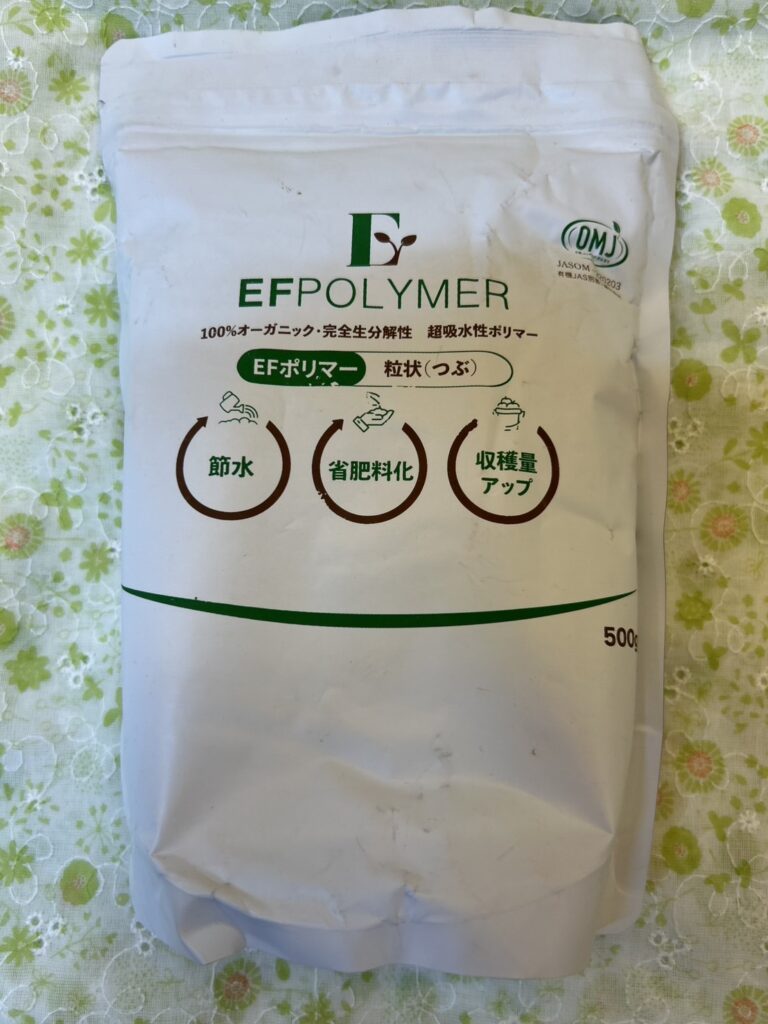 E
OMJ
JASOM
EFPOLYMER
100%オーガニック・完全生分解性 超吸水性ポリマー
EFポリマー 粒状(つぶ)
節水
省肥料化
収穫量
アップ
500g